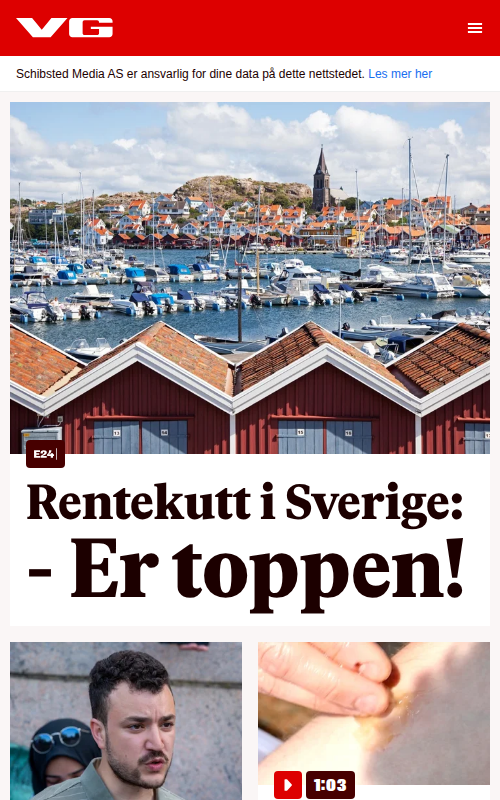 VG
Schibsted Media AS er ansvarlig for dine data på dette nettstedet. Les mer her
E24
Rentekutt i Sverige:
- Er toppen!
1:03